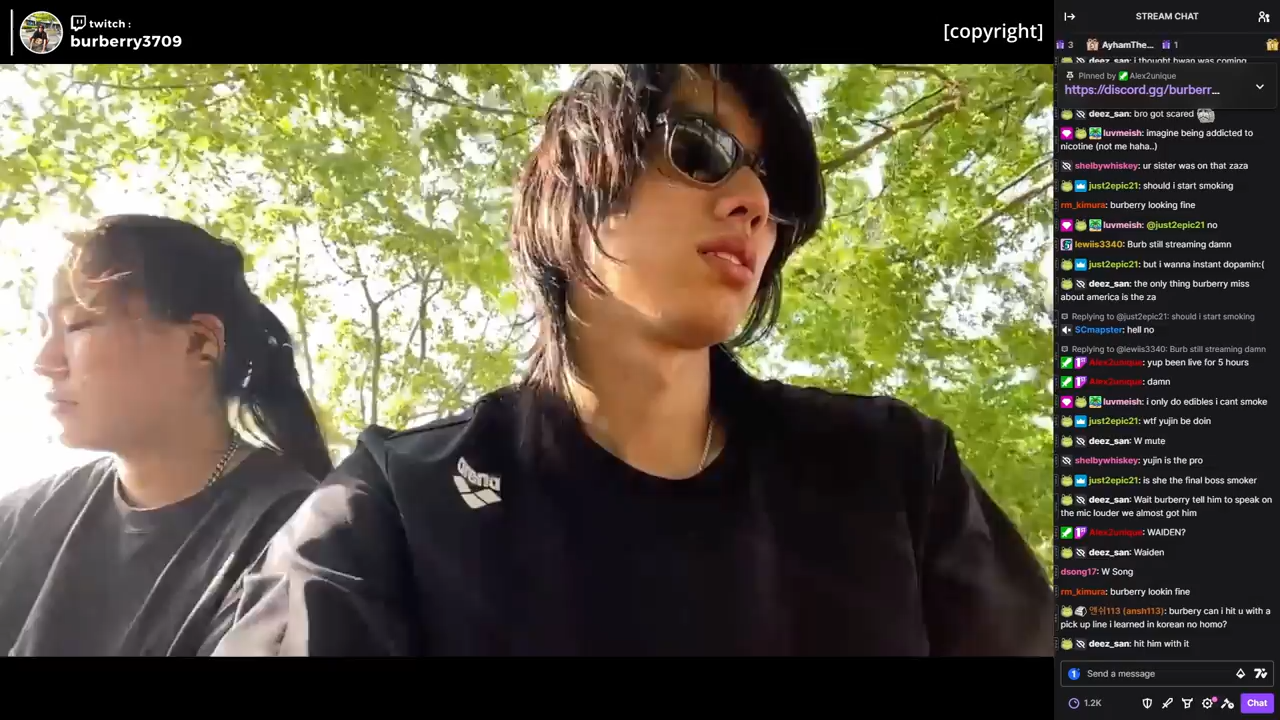 twitch :
burberry3709
[copyright]
arena
STREAM CHAT
3 AyhamThe... 1
deez_san: i thought bwan was coming
Pinned by Alex2unique
https://discord.gg/burberr...
deez_san: bro got scared
luvmeish: imagine being addicted to
nicotine (not me haha..)
shelbywhiskey: ur sister was on that zaza
just2epic21: should i start smoking
rm_kimura: burberry looking fine
luvmeish: @just2epic21 no
lewiis3340: Burb still streaming damn
just2epic21: but i wanna instant dopamin:(
deez_san: the only thing burberry miss
about america is the za
Replying to @just2epic21: should i start smoking
SCmapster: hell no
Replying to @lewiis3340: Burb still streaming damn
Alex2unique: yup been live for 5 hours
Alex2unique: damn
luvmeish: i only do edibles i cant smoke
just2epic21: wtf yujin be doin
deez_san: W mute
shelbywhiskey: yujin is the pro
just2epic21: is she the final boss smoker
deez_san: Wait burberry tell him to speak on
the mic louder we almost got him
Alex2unique: WAIDEN?
deez_san: Waiden
dsong17: W Song
rm_kimura: burberry lookin fine
앤쉬113 (ansh113): burbery can i hit u with a
pick up line i learned in korean no homo?
deez_san: hit him with it
Send a message
1.2K
Chat